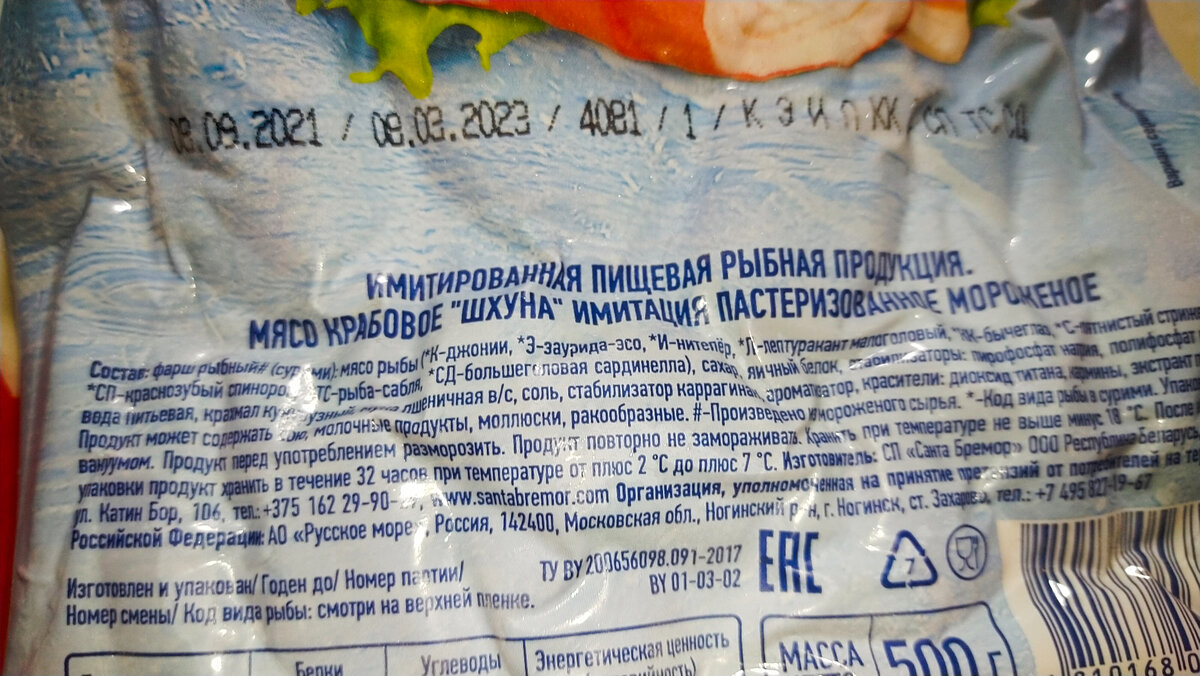 08.09.2021 / 08.03.2023 / 4081 / 1 / К Э И П КК / СП ТС СД
ИМИТИРОВАННАЯ ПИЩЕВАЯ РЫБНАЯ ПРОДУКЦИЯ.
МЯСО КРАБОВОЕ "ШХУНА" ИМИТАЦИЯ ПАСТЕРИЗОВАННОЕ МОРОЖЕНОЕ
Состав: фарш рыбный# мясо рыбы (*К-джонии, *Э-заурида-эсо, *И-нитепёр, малоголовый,
*СП-краснозубый ТС-рыба-сабля, *СД-большеголовая сардинелла), сахар, яичный белок, стабилизаторы: пирофосфат натрия, полифосфат
вода питьевая, крахмал пшеничная в/с, соль, стабилизатор каррагинан, ароматизатор, красители: диоксид титана, кармины, экстракт
Продукт может содержать сою, молочные продукты, моллюски, ракообразные. #-Произведено мороженого сырья. *-Код вида рыбы в сурими.
вакуумом. Продукт перед употреблением разморозить. Продукт повторно не замораживать. Хранить при температуре не выше минус 18 °С. После
упаковки продукт хранить в течение 32 часов при температуре от плюс 2 °С до плюс 7 °С. Изготовитель: СП «Санта Бремор» ООО Республика Беларусь,
ул. Катин Бор, 106, тел.: +375 162 29-90- www.santabremor.com Организация, уполномоченная на принятие претензий от потребителей на
Российской Федерации: АО «Русское море», Россия, 142400, Московская обл., Ногинский р-н, г. Ногинск, ст. Захарово, тел.: +7 495 827-19-67
Изготовлен и упакован/ Годен до/ Номер партии/
Номер смены/ Код вида рыбы: смотри на верхней пленке.
ТУ BY 200656098.091-2017
BY 01-03-02
ЕАС
7
Белки
Углеводы
Энергетическая ценность
МАССА
500 г